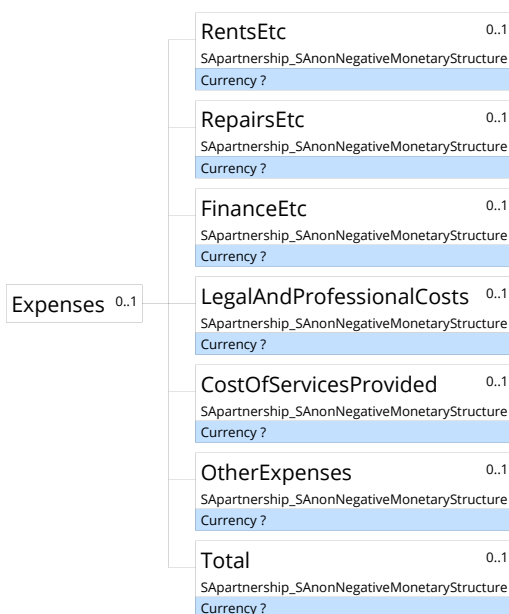 RentsEtc 0..1
SApartnership_SAnonNegativeMonetaryStructure
Currency ?
RepairsEtc 0..1
SApartnership_SAnonNegativeMonetaryStructure
Currency ?
FinanceEtc 0..1
SApartnership_SAnonNegativeMonetaryStructure
Currency ?
Expenses 0..1
LegalAndProfessionalCosts 0..1
SApartnership_SAnonNegativeMonetaryStructure
Currency ?
CostOfServicesProvided 0..1
SApartnership_SAnonNegativeMonetaryStructure
Currency ?
OtherExpenses 0..1
SApartnership_SAnonNegativeMonetaryStructure
Currency ?
Total 0..1
SApartnership_SAnonNegativeMonetaryStructure
Currency ?